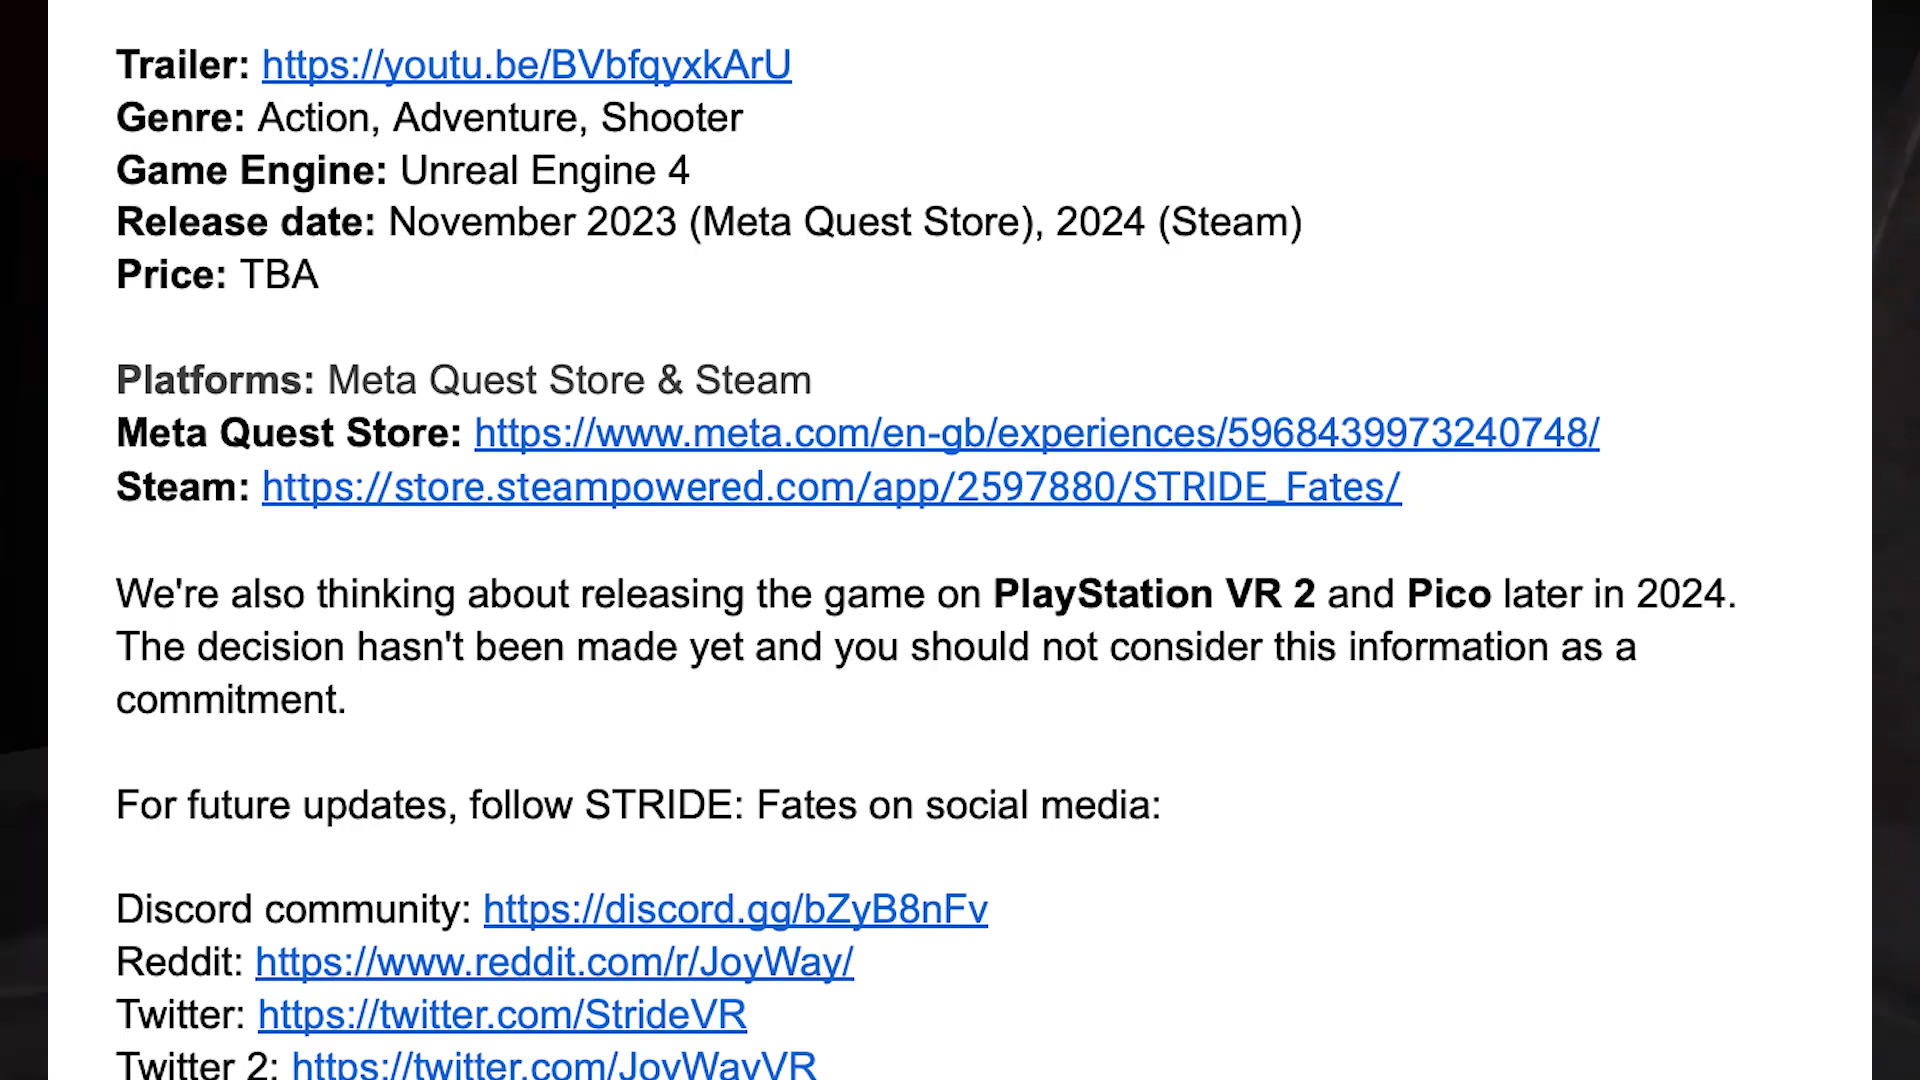 Trailer: https://youtu.be/BVbfqyxkArU
Genre: Action, Adventure, Shooter
Game Engine: Unreal Engine 4
Release date: November 2023 (Meta Quest Store), 2024 (Steam)
Price: TBA
Platforms: Meta Quest Store & Steam
Meta Quest Store: https://www.meta.com/en-gb/experiences/5968439973240748/
Steam: https://store.steampowered.com/app/2597880/STRIDE_Fates/
We're also thinking about releasing the game on PlayStation VR 2 and Pico later in 2024.
The decision hasn't been made yet and you should not consider this information as a
commitment.
For future updates, follow STRIDE: Fates on social media:
Discord community: https://discord.gg/bZyB8nFv
Reddit: https://www.reddit.com/r/JoyWay/
Twitter: https://twitter.com/StrideVR
Twitter 2: https://twitter.com/JoyWayVR